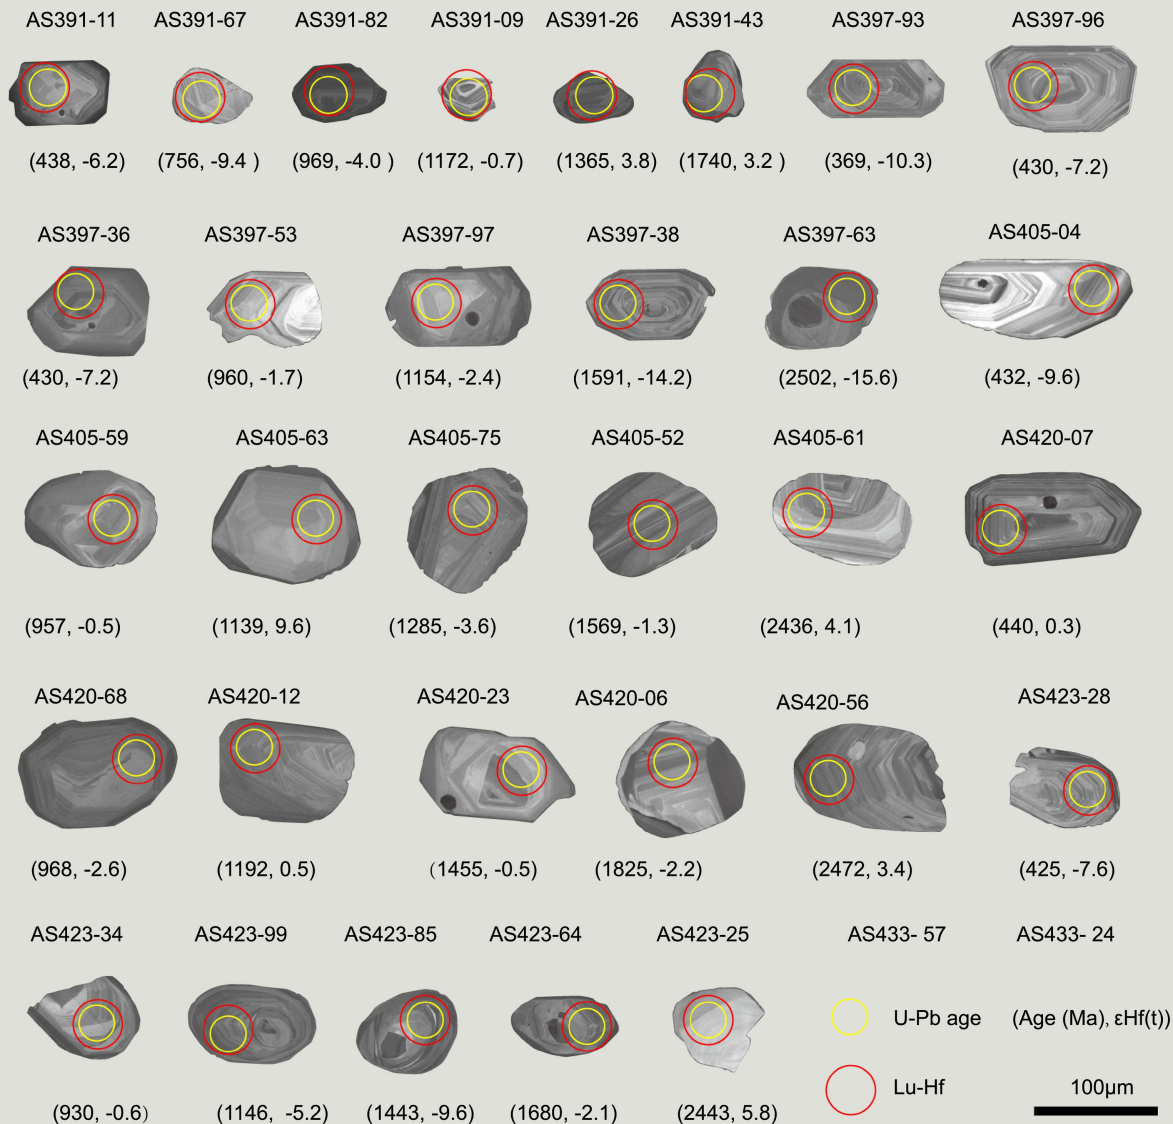 AS391-11 AS391-67 AS391-82 AS391-09 AS391-26 AS391-43 AS397-93 AS397-96
(438, -6.2) (756, -9.4 ) (969, -4.0 ) (1172, -0.7) (1365, 3.8) (1740, 3.2 ) (369, -10.3) (430, -7.2)
AS397-36 AS397-53 AS397-97 AS397-38 AS397-63 AS405-04
(430, -7.2) (960, -1.7) (1154, -2.4) (1591, -14.2) (2502, -15.6) (432, -9.6)
AS405-59 AS405-63 AS405-75 AS405-52 AS405-61 AS420-07
(957, -0.5) (1139, 9.6) (1285, -3.6) (1569, -1.3) (2436, 4.1) (440, 0.3)
AS420-68 AS420-12 AS420-23 AS420-06 AS420-56 AS423-28
(968, -2.6) (1192, 0.5) (1455, -0.5) (1825, -2.2) (2472, 3.4) (425, -7.6)
AS423-34 AS423-99 AS423-85 AS423-64 AS423-25 AS433- 57 AS433- 24
U-Pb age (Age (Ma), εHf(t))
Lu-Hf 100μm
(930, -0.6) (1146, -5.2) (1443, -9.6) (1680, -2.1) (2443, 5.8)